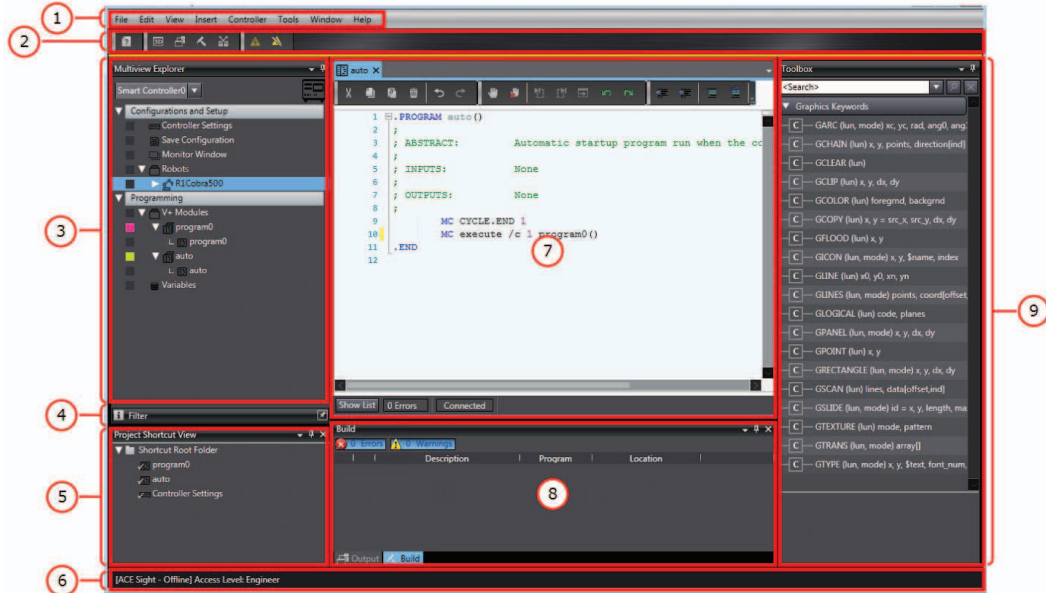 1
File Edit View Insert Controller Tools Window Help
2
Multiview Explorer
Smart Controller0
Configurations and Setup
Controller Settings
Save Configuration
Monitor Window
Robots
R1Cobra500
Programming
V+ Modules
program0
program0
auto
auto
Variables
3
4
Filter
Project Shortcut View
Shortcut Root Folder
program0
auto
Controller Settings
5
6
[ACE Sight - Offline] Access Level: Engineer
auto
1 .PROGRAM auto()
2 ;
3 ; ABSTRACT: Automatic startup program run when the co
4 ;
5 ; INPUTS: None
6 ;
7 ; OUTPUTS: None
8 ;
9 MC CYCLE.END 1
10 MC execute /c 1 program0()
11 .END
12
7
Show List 0 Errors Connected
Build
0 Errors 0 Warnings
Description Program Location
8
Output Build
Toolbox
<Search>
Graphics Keywords
C GARC (lun, mode) xc, yc, rad, ang0, ang
C GCHAIN (lun) x, y, points, direction[ind]
C GCLEAR (lun)
C GCLIP (lun) x, y, dx, dy
C GCOLOR (lun) foregrnd, backgrnd
C GCOPY (lun) x, y = src_x, src_y, dx, dy
C GFLOOD (lun) x, y
C GICON (lun, mode) x, y, $name, index
C GLINE (lun) x0, y0, xn, yn
C GLINES (lun, mode) points, coord[offset,
C GLOGICAL (lun) code, planes
C GPANEL (lun, mode) x, y, dx, dy
C GPOINT (lun) x, y
C GRECTANGLE (lun, mode) x, y, dx, dy
C GSCAN (lun) lines, data[offset,ind]
C GSLIDE (lun, mode) id = x, y, length, ma
C GTEXTURE (lun) mode, pattern
C GTRANS (lun, mode) array[]
C GTYPE (lun, mode) x, y, $text, font_num,
9